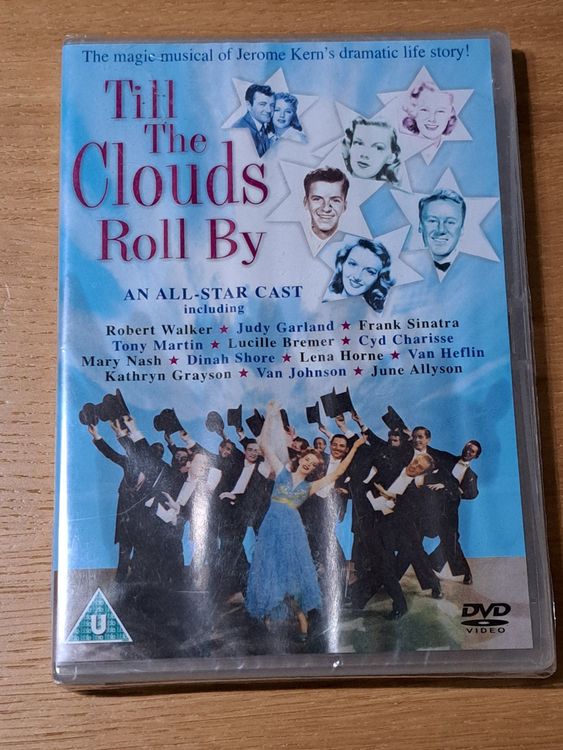 The magic musical of Jerome Kern's dramatic life story!
Till
The
Clouds
Roll By
AN ALL-STAR CAST
including
Robert Walker ★ Judy Garland ★ Frank Sinatra
Tony Martin ★ Lucille Bremer ★ Cyd Charisse
Mary Nash ★ Dinah Shore ★ Lena Horne ★ Van Heflin
Kathryn Grayson ★ Van Johnson ★ June Allyson
U
DVD
VIDEO